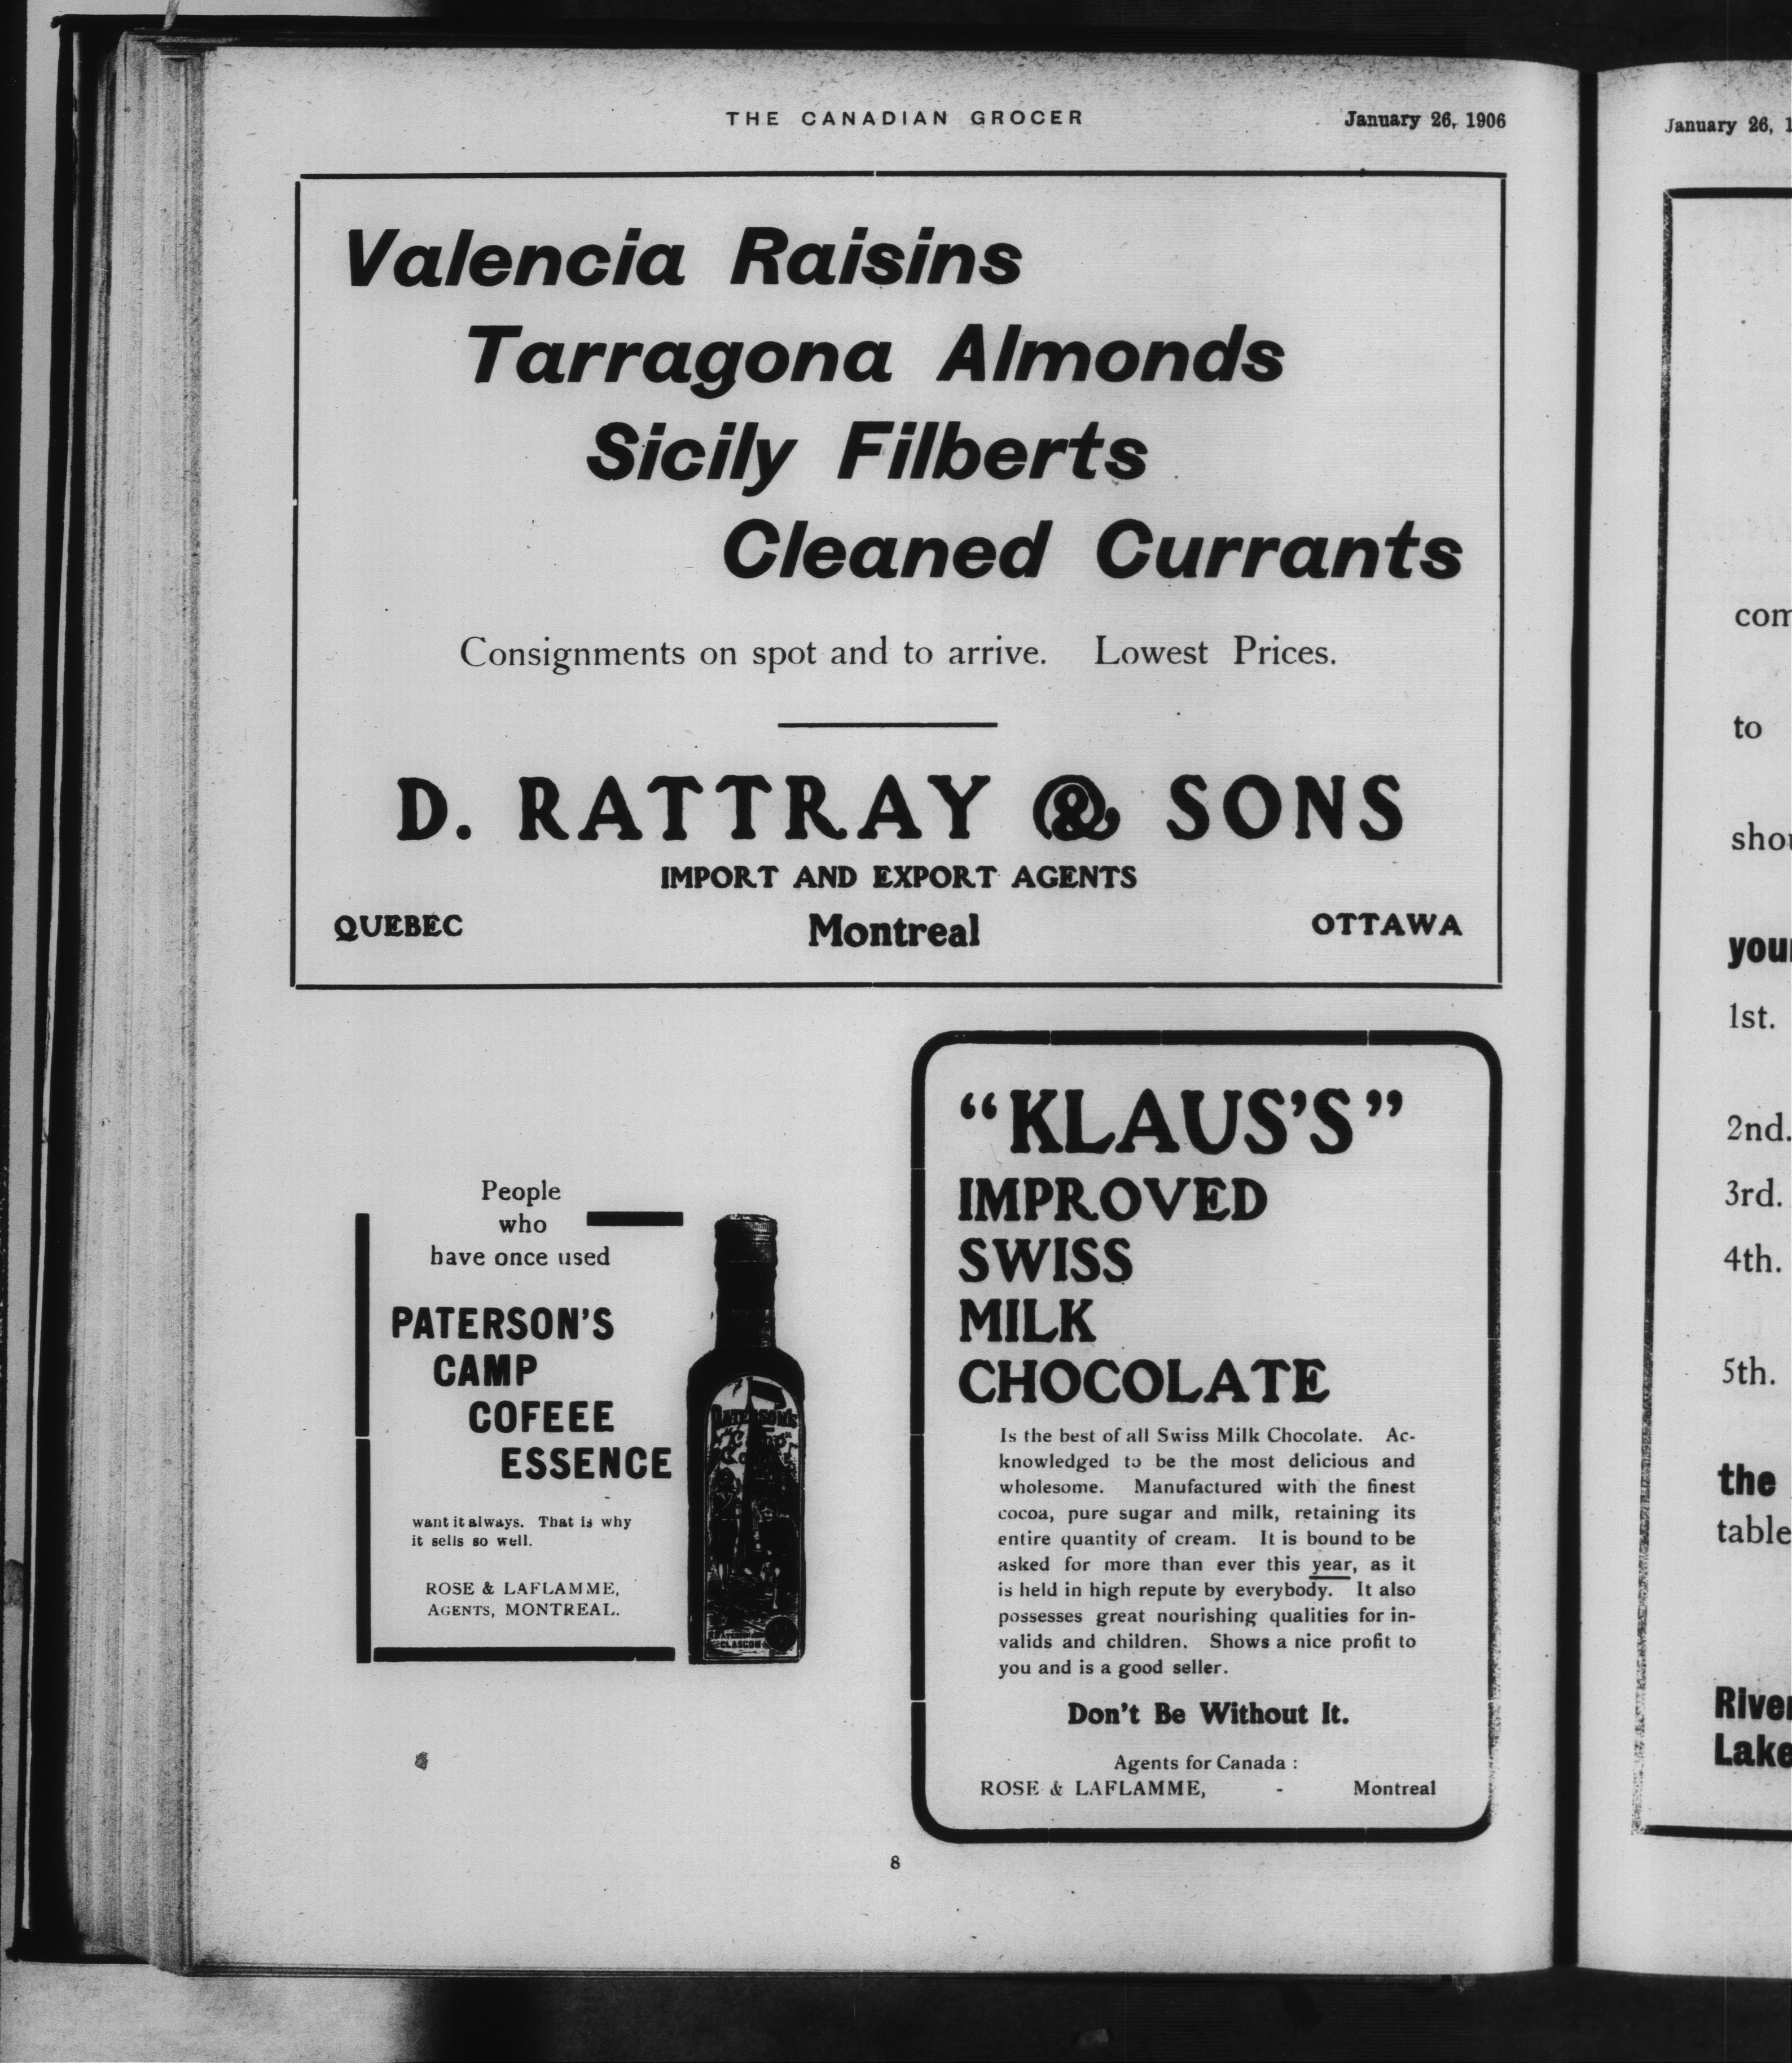 THE CANADIAN GROCER January 26, 1906
Valencia Raisins
Tarragona Almonds
Sicily Filberts
Cleaned Currants
Consignments on spot and to arrive. Lowest Prices.
D. RATTRAY & SONS
IMPORT AND EXPORT AGENTS
QUEBEC Montreal OTTAWA
People
who
have once used
PATERSON'S
CAMP
COFEEE
ESSENCE
want it always. That is why
it sells so well.
ROSE & LAFLAMME,
AGENTS, MONTREAL.
PATERSON'S
GLASGOW
"KLAUS'S"
IMPROVED
SWISS
MILK
CHOCOLATE
Is the best of all Swiss Milk Chocolate. Ac-
knowledged to be the most delicious and
wholesome. Manufactured with the finest
cocoa, pure sugar and milk, retaining its
entire quantity of cream. It is bound to be
asked for more than ever this year, as it
is held in high repute by everybody. It also
possesses great nourishing qualities for in-
valids and children. Shows a nice profit to
you and is a good seller.
Don't Be Without It.
Agents for Canada :
ROSE & LAFLAMME, - Montreal
8
January 26, 1
com
to
shou
your
1st.
2nd.
3rd.
4th.
5th.
the
table
River
Lake